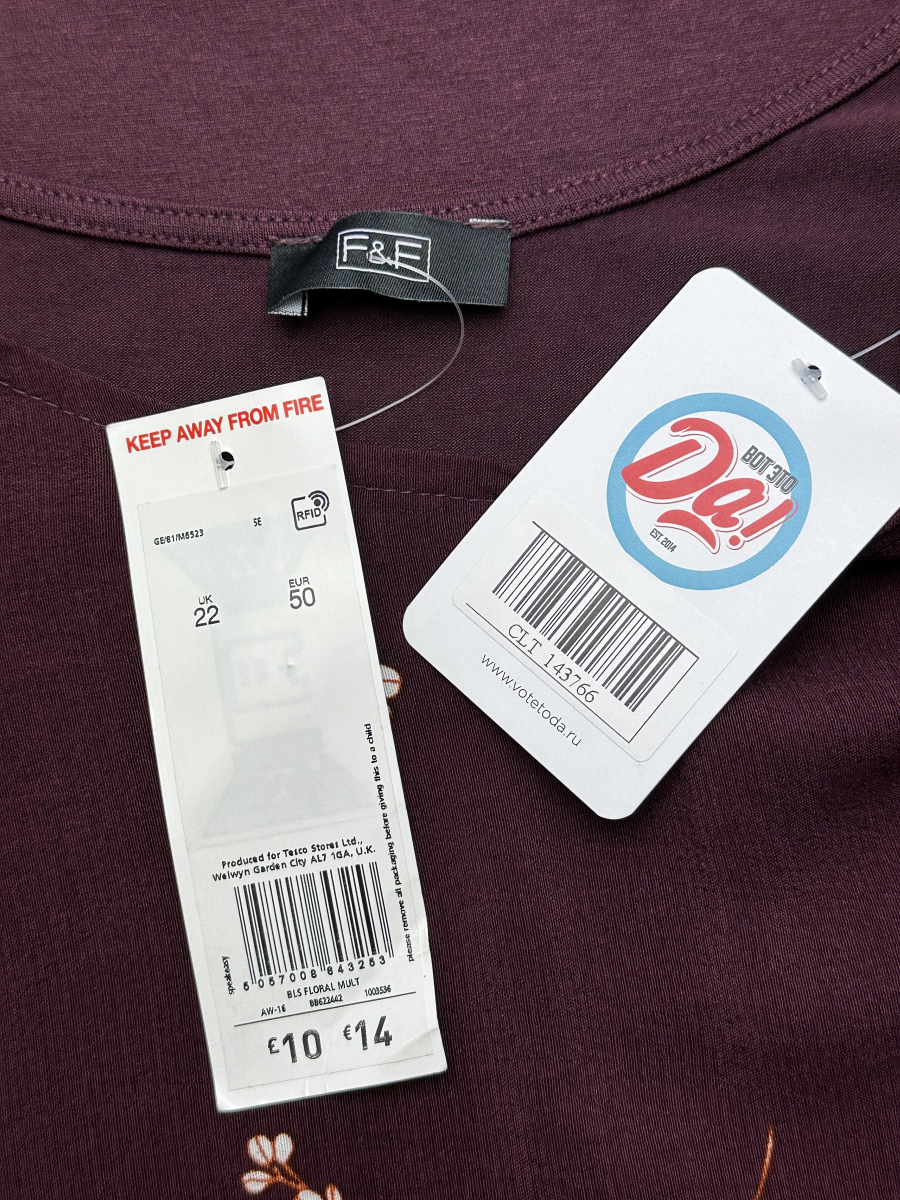 F&F
KEEP AWAY FROM FIRE
GE/81/M6523
SE
RFID
UK
22
EUR
50
please remove all packaging before giving this to a child
Produced for Tesco Stores Ltd.,
Welwyn Garden City AL7 1GA, U.K.
speakeasy
5 057008 843253
BLS FLORAL MULT
AW-16 BB622442 1003536
£10 €14
ВОТ ЭТО
Da!
EST. 2014
CLT 143766
www.votetoda.ru